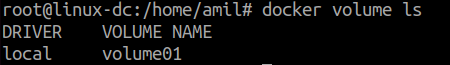 root@linux-dc:/home/amil# docker volume ls
DRIVER    VOLUME NAME
local     volume01